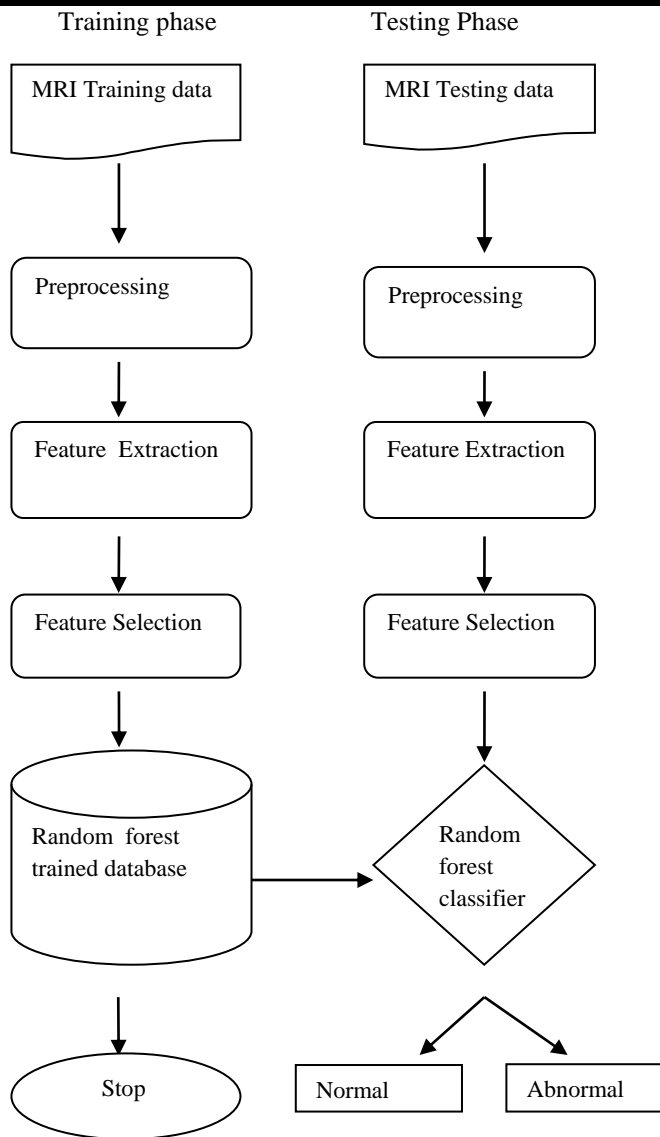 Training phase
Testing Phase
MRI Training data
MRI Testing data
Preprocessing
Preprocessing
Feature Extraction
Feature Extraction
Feature Selection
Feature Selection
Random forest
trained database
Random
forest
classifier
Stop
Normal
Abnormal